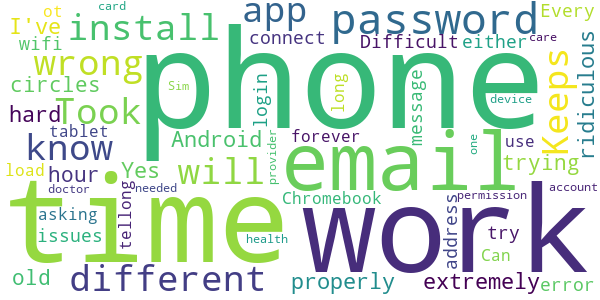 card
ot
I've
wifi
install
app
connect
password
Every
Difficult
either
care
wrong
phone
circles
Took
Sim
login
long
message
Keeps
ridiculous
device
hard
tablet
Android
forever
know
hour
Yes
will
provider
email
one
use
trying
load
doctor
needed
tellong
time
Chromebook
work
address
permission
account
asking
issues
health
try
Can
old
different
properly
extremely
error